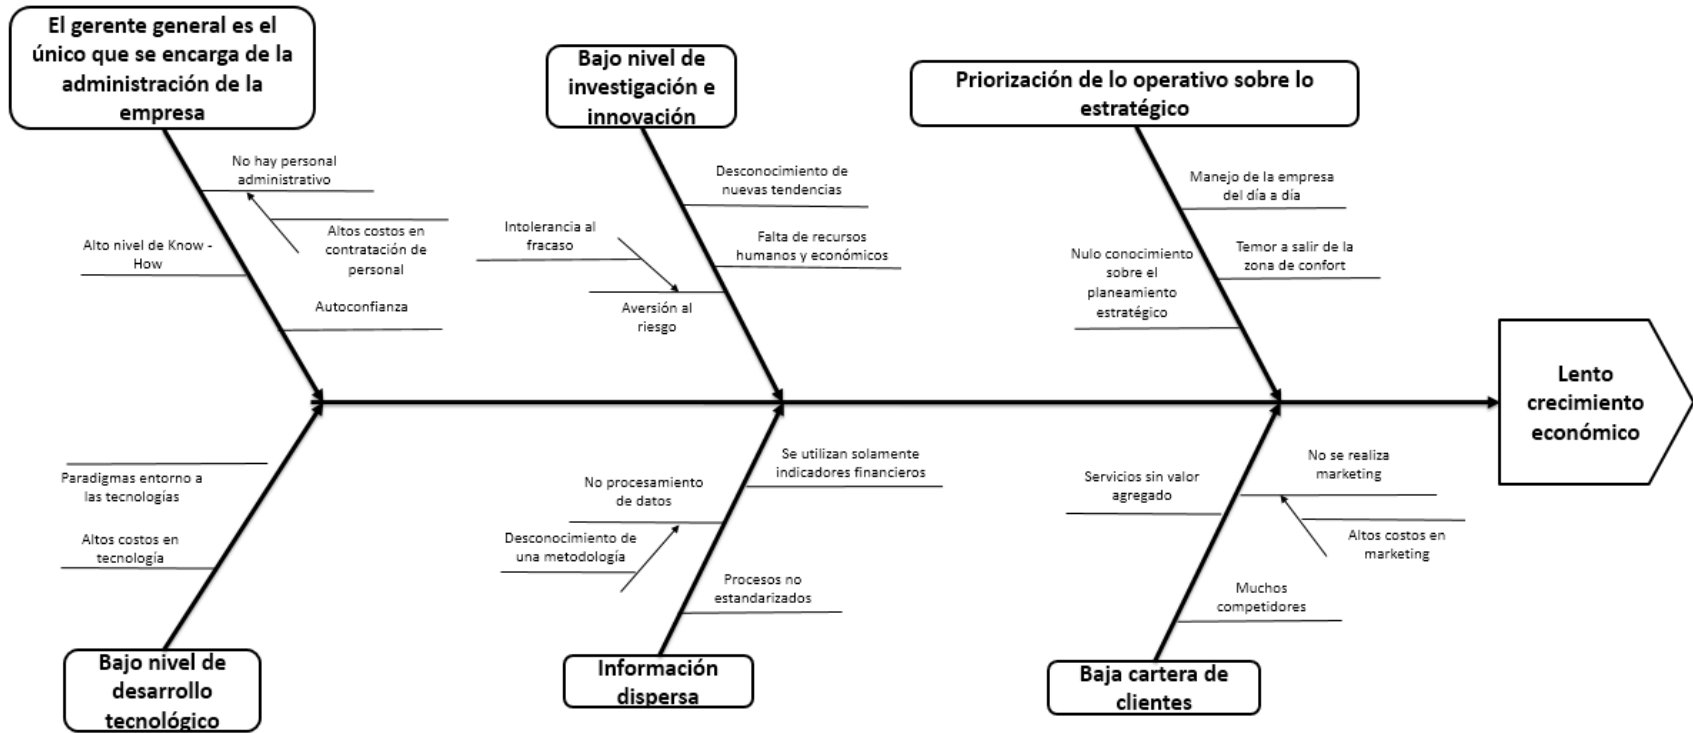 El gerente general es el
único que se encarga de la
administración de la
empresa
Bajo nivel de
investigación e
innovación
Priorización de lo operativo sobre lo
estratégico
No hay personal
administrativo
Altos costos en
contratación de
personal
Alto nivel de Know -
How
Autoconfianza
Desconocimiento de
nuevas tendencias
Intolerancia al
fracaso
Falta de recursos
humanos y económicos
Aversión al
riesgo
Manejo de la empresa
del día a día
Temor a salir de la
zona de confort
Nulo conocimiento
sobre el
planeamiento
estratégico
Lento
crecimiento
económico
Paradigmas entorno a
las tecnologías
Altos costos en
tecnología
Se utilizan solamente
indicadores financieros
No procesamiento
de datos
Desconocimiento de
una metodología
Procesos no
estandarizados
Servicios sin valor
agregado
No se realiza
marketing
Altos costos en
marketing
Muchos
competidores
Bajo nivel de
desarrollo
tecnológico
Información
dispersa
Baja cartera de
clientes